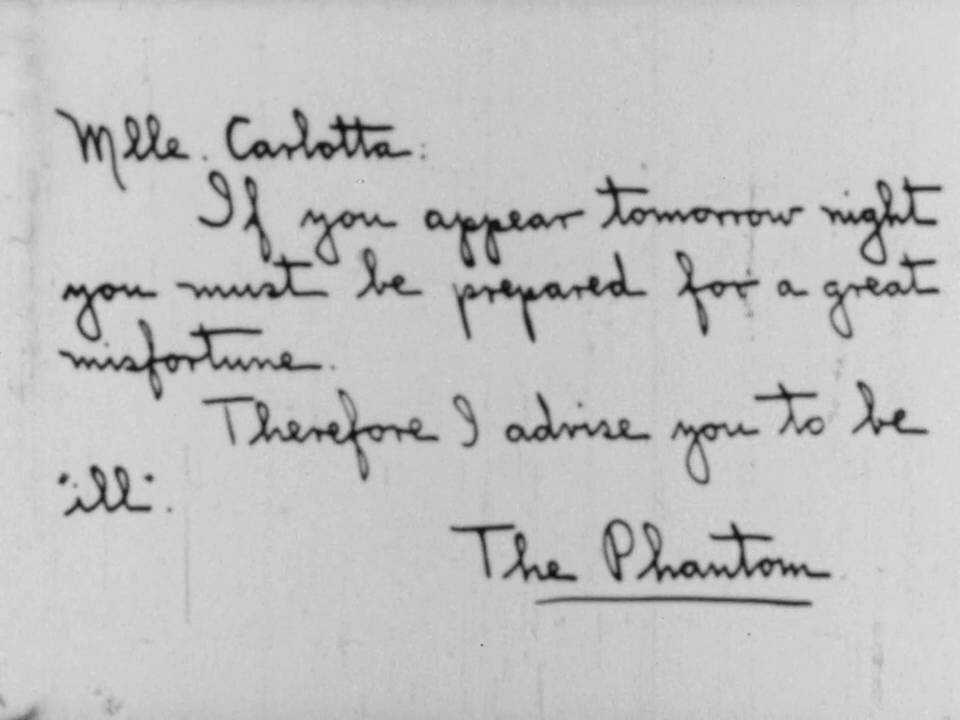 Mlle. Carlotta:
If you appear tomorrow night
you must be prepared for a great
misfortune.
Therefore I advise you to be
"ill".
The Phantom